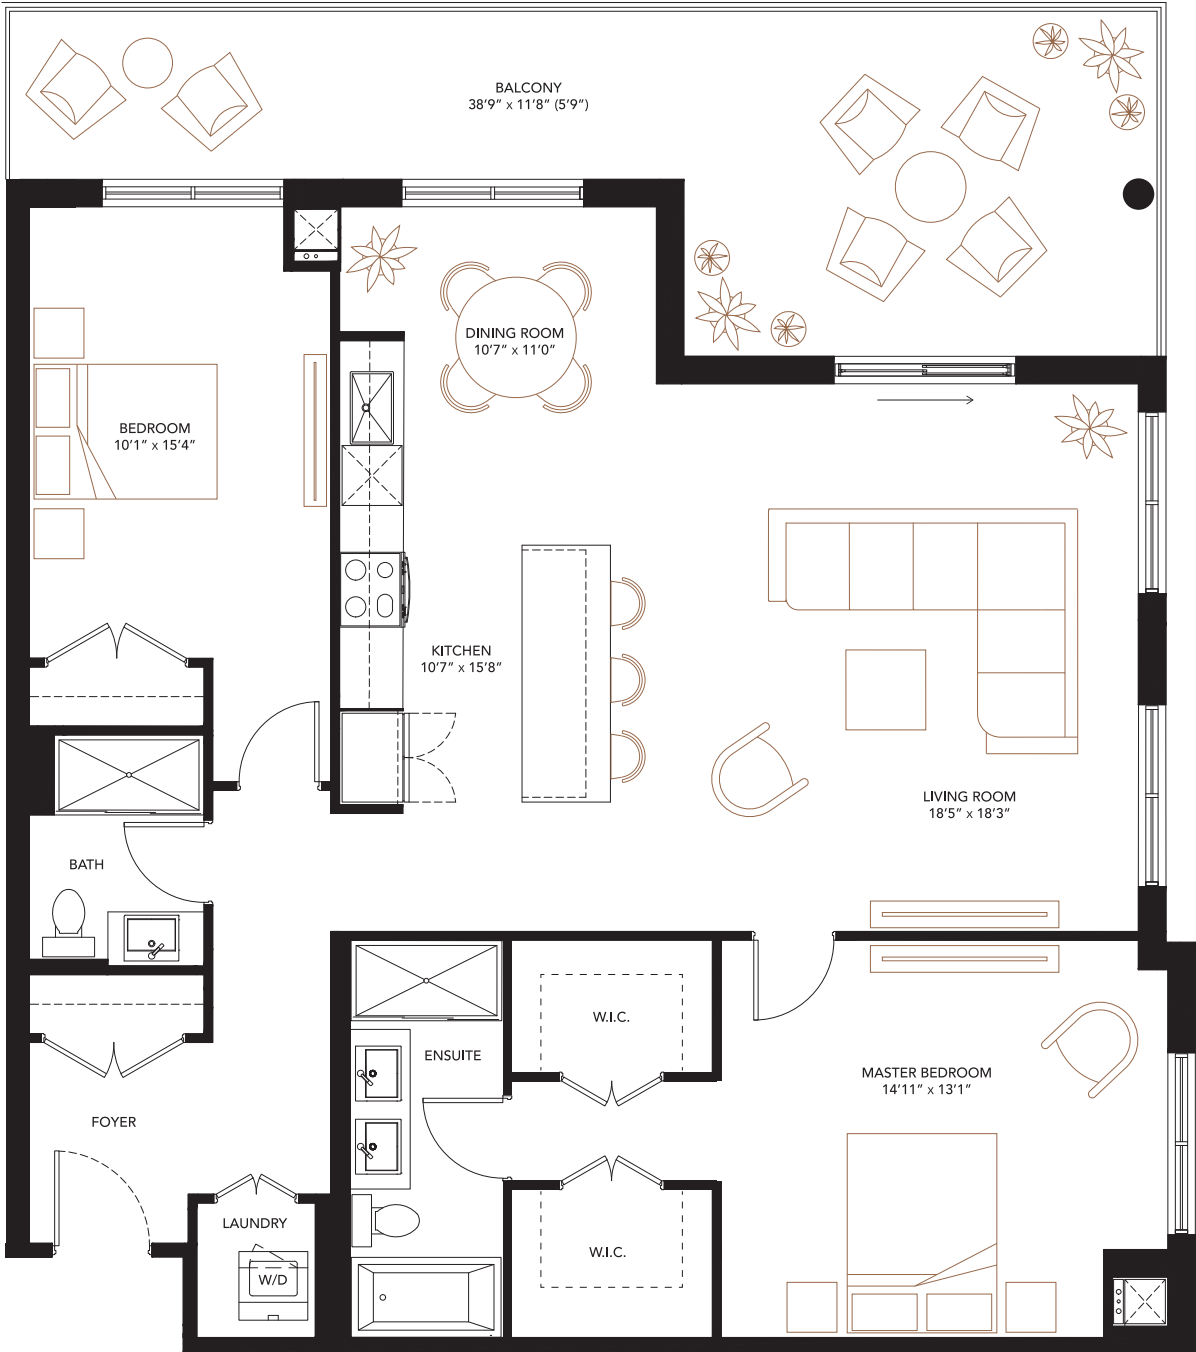 BALCONY
38'9" x 11'8" (5'9")
DINING ROOM
10'7" x 11'0"
BEDROOM
10'1" x 15'4"
KITCHEN
10'7" x 15'8"
LIVING ROOM
18'5" x 18'3"
BATH
W.I.C.
ENSUITE
MASTER BEDROOM
14'11" x 13'1"
FOYER
LAUNDRY
W/D
W.I.C.